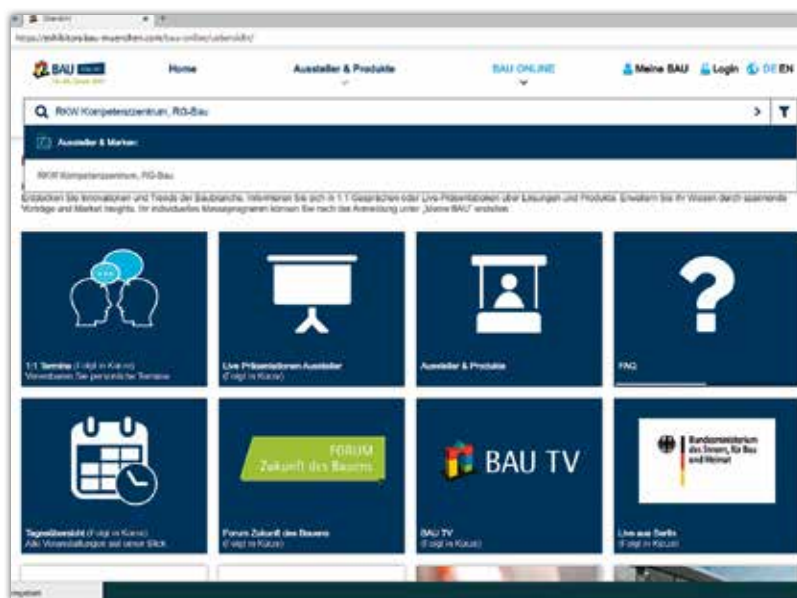 Übersicht
https://exhibitors.bau-muenchen.com/bau-online/uebersicht/
BAU ONLINE
Home
Aussteller & Produkte
BAU ONLINE
Meine BAU
Login
DE EN
RKW Kompetenzzentrum, RG-Bau
Aussteller & Marken
RKW Kompetenzzentrum, RG-Bau
Entdecken Sie Innovationen und Trends der Baubranche. Informieren Sie sich in 1:1 Gesprächen oder Live-Präsentationen über Lösungen und Produkte. Erweitern Sie Ihr Wissen durch spannende
Vorträge und Market Insights. Ihr individuelles Messeprogramm können Sie nach der Anmeldung unter „Meine BAU" erstellen.
1:1 Termine (Folgt in Kürze)
Vereinbaren Sie persönliche Termine
Live Präsentationen Aussteller
(Folgt in Kürze)
Aussteller & Produkte
FAQ
FORUM
Zukunft des Bauens
BAU TV
Bundesministerium
des Innern, für Bau
und Heimat
Tagesübersicht (Folgt in Kürze)
Alle Veranstaltungen auf einen Blick
Forum Zukunft des Bauens
(Folgt in Kürze)
BAU TV
(Folgt in Kürze)
Live aus Berlin
(Folgt in Kürze)